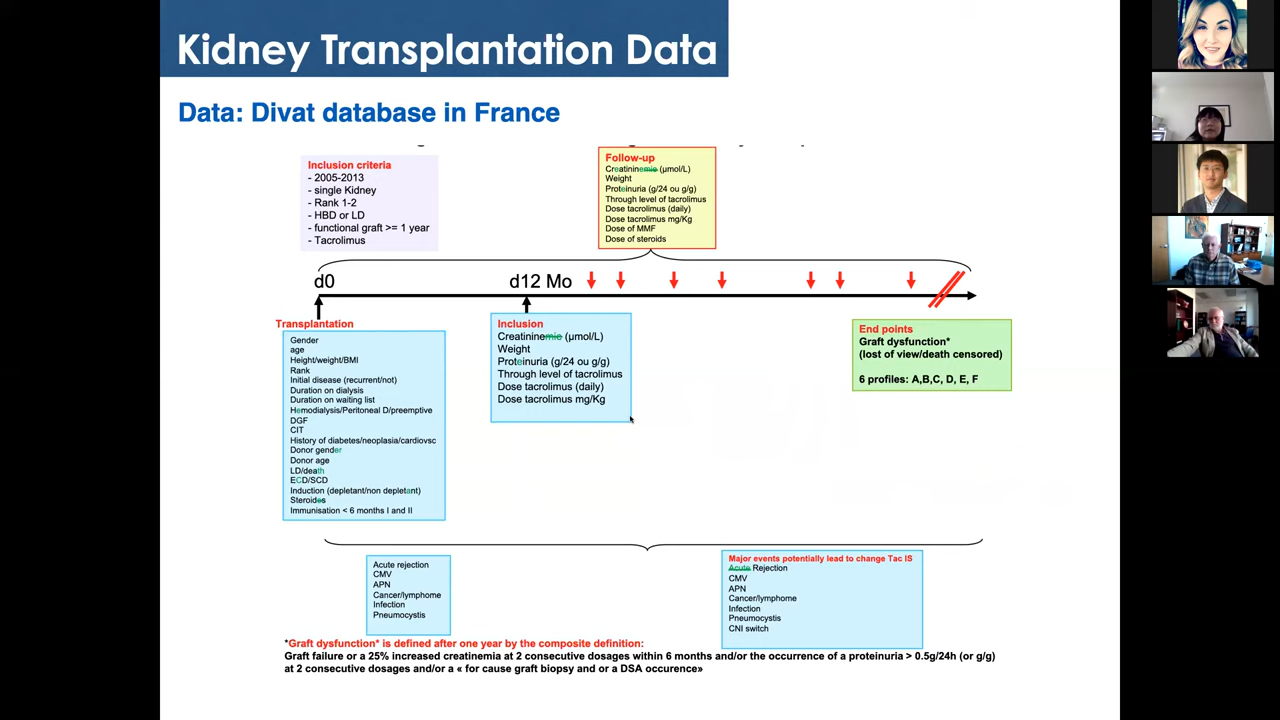 Kidney Transplantation Data
Data: Divat database in France
Inclusion criteria
- 2005-2013
- single Kidney
- Rank 1-2
- HBD or LD
- functional graft >= 1 year
- Tacrolimus
Follow-up
Creatininemie (µmol/L)
Weight
Proteinuria (g/24 ou g/g)
Through level of tacrolimus
Dose tacrolimus (daily)
Dose tacrolimus mg/Kg
Dose of MMF
Dose of steroids
d0
d12 Mo
Transplantation
Gender
age
Height/weight/BMI
Rank
Initial disease (recurrent/not)
Duration on dialysis
Duration on waiting list
Hemodialysis/Peritoneal D/preemptive
DGF
CIT
History of diabetes/neoplasia/cardiovsc
Donor gender
Donor age
LD/death
ECD/SCD
Induction (depletant/non depletant)
Steroides
Immunisation < 6 months I and II
Inclusion
Creatininemie (µmol/L)
Weight
Proteinuria (g/24 ou g/g)
Through level of tacrolimus
Dose tacrolimus (daily)
Dose tacrolimus mg/Kg
End points
Graft dysfunction*
(lost of view/death censored)
6 profiles: A,B,C, D, E, F
Acute rejection
CMV
APN
Cancer/lymphome
Infection
Pneumocystis
Major events potentially lead to change Tac IS
Acute Rejection
CMV
APN
Cancer/lymphome
Infection
Pneumocystis
CNI switch
*Graft dysfunction* is defined after one year by the composite definition:
Graft failure or a 25% increased creatinemia at 2 consecutive dosages within 6 months and/or the occurrence of a proteinuria > 0.5g/24h (or g/g)
at 2 consecutive dosages and/or a « for cause graft biopsy and or a DSA occurence»